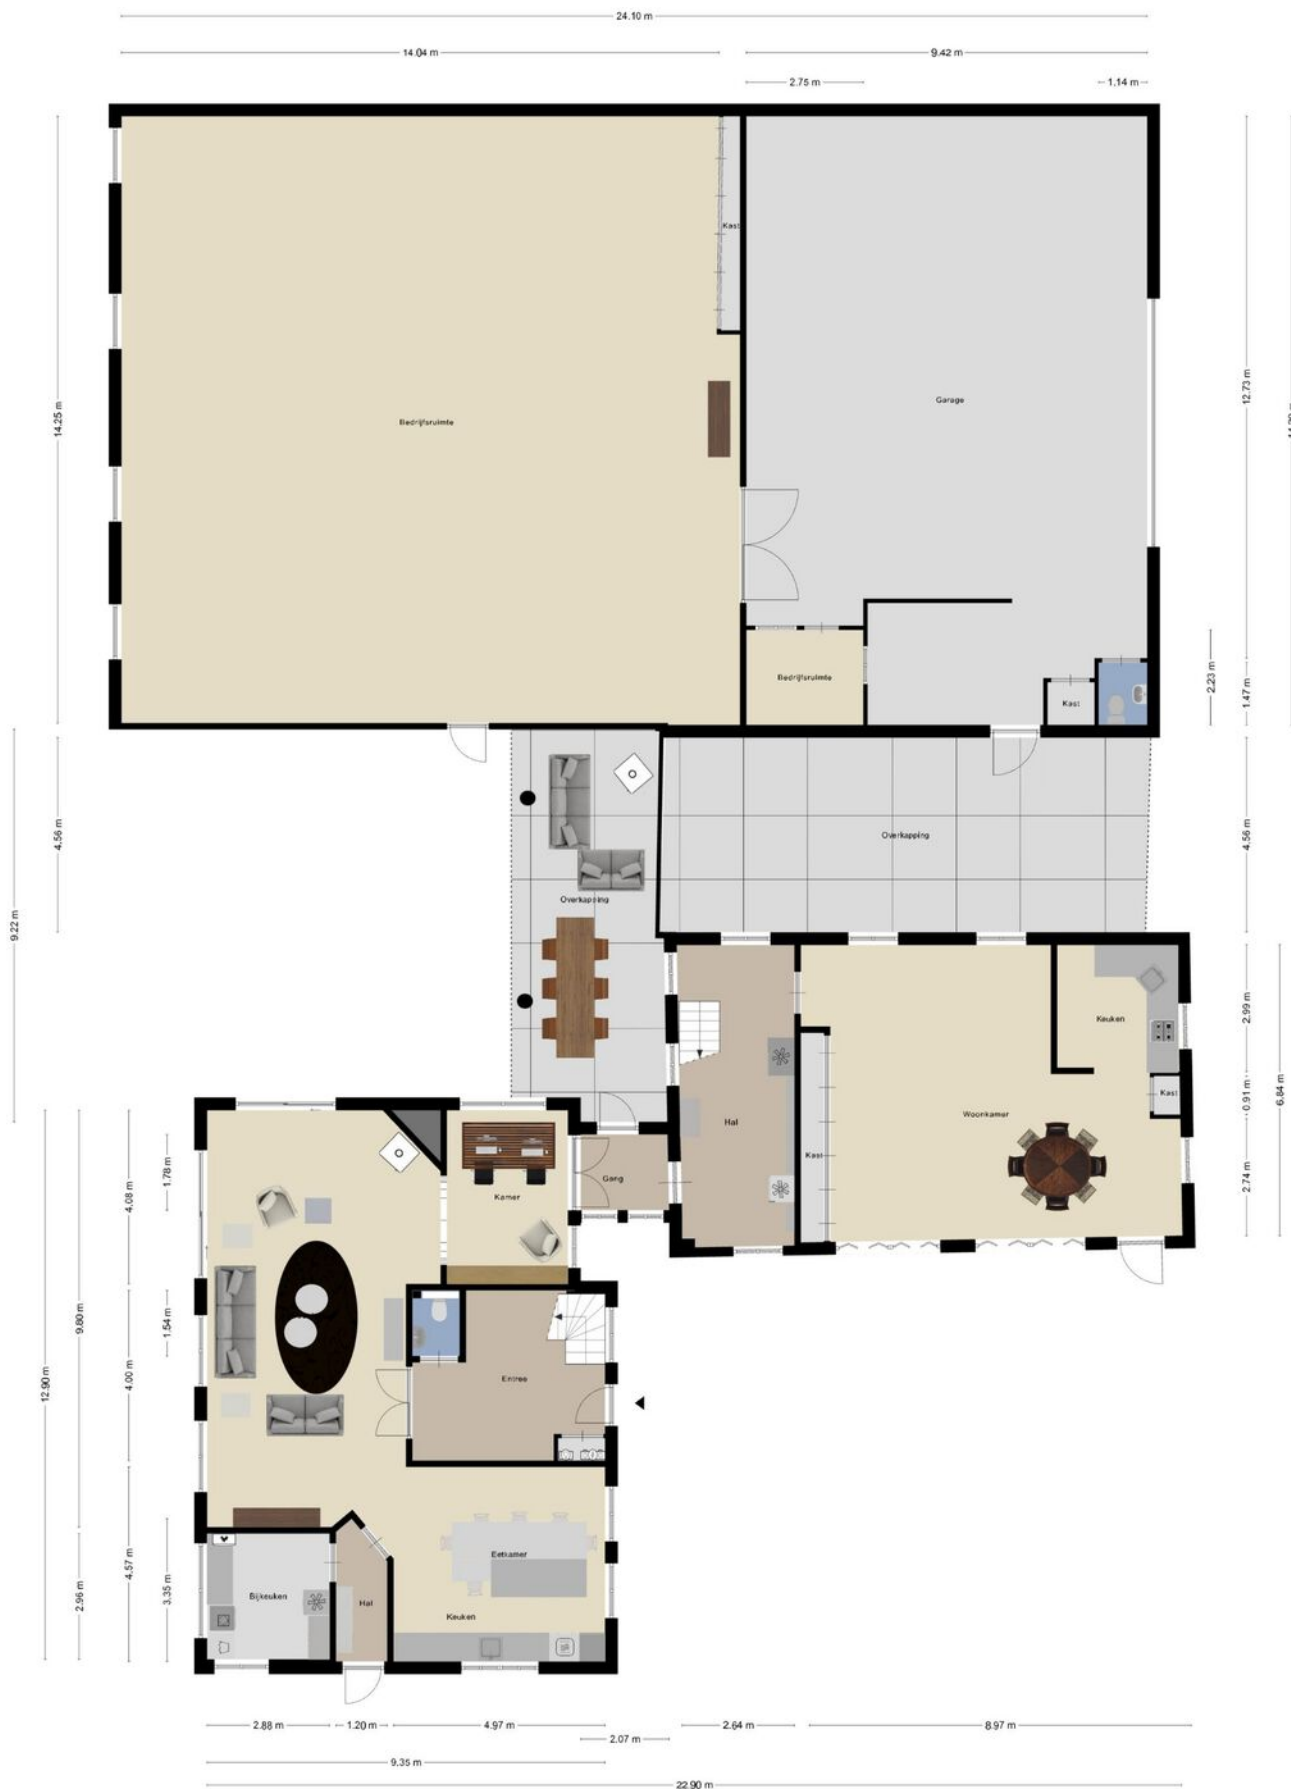 24.10 m
14.04 m
9.42 m
2.75 m
1.14 m
Kast
Garage
12.73 m
14.25 m
Bedrijfsruimte
2.23 m
Bedrijfsruimte
Kast
1.47 m
4.56 m
Overkapping
4.56 m
Overkapping
9.22 m
2.99 m
Keuken
6.84 m
Kast
0.91 m
Woonkamer
Hal
Kast
2.74 m
1.78 m
4.08 m
Gang
Kamer
1.54 m
9.80 m
4.00 m
Entree
12.90 m
4.57 m
3.35 m
2.96 m
Eetkamer
Bijkeuken
Hal
Keuken
2.88 m
1.20 m
4.97 m
2.64 m
8.97 m
2.07 m
9.35 m
22.90 m